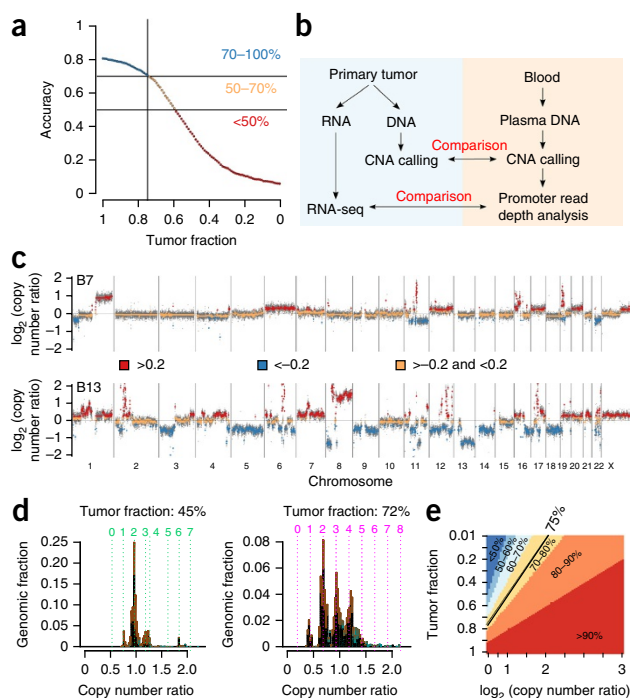 a
1
0.8
0.6
0.4
0.2
0
Accuracy
70–100%
50–70%
<50%
1 0.8 0.6 0.4 0.2 0
Tumor fraction
b
Primary tumor
RNA
DNA
CNA calling
RNA-seq
Comparison
Comparison
Blood
Plasma DNA
CNA calling
Promoter read
depth analysis
c
log2 (copy
number ratio)
2
1
0
−1
−2
B7
>0.2
<−0.2
>−0.2 and <0.2
log2 (copy
number ratio)
2
1
0
−1
−2
B13
1 2 3 4 5 6 7 8 9 10 11 12 13 14 15 16 17 18 19 20 21 22 X
Chromosome
d
Tumor fraction: 45%
0 1 2 3 4 5 6 7
0.25
0.20
0.15
0.10
0.05
0
Genomic fraction
0 0.5 1.0 1.5 2.0
Copy number ratio
Tumor fraction: 72%
0 1 2 3 4 5 6 7 8
0.08
0.06
0.04
0.02
0
Genomic fraction
0 0.5 1.0 1.5 2.0
Copy number ratio
e
75%
0.01
0.2
0.4
0.6
0.8
1
Tumor fraction
<50%
50–60%
60–70%
70–80%
80–90%
>90%
0 1 2 3
log2 (copy number ratio)